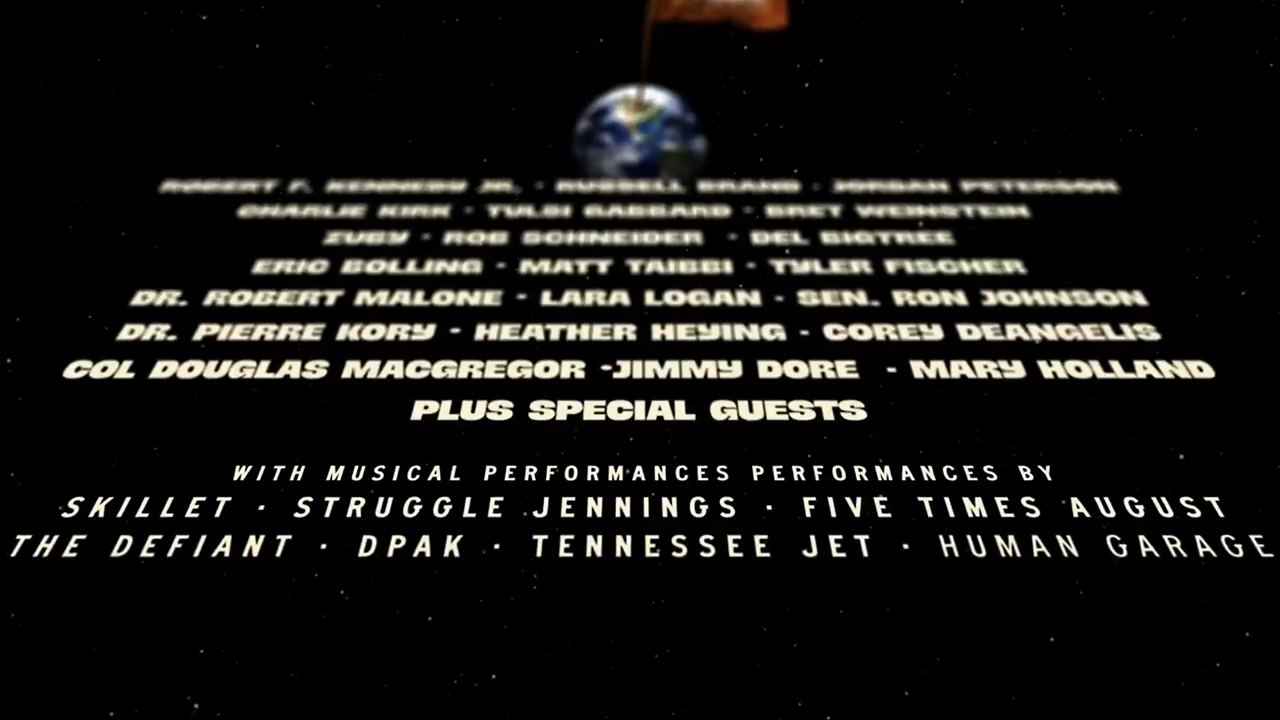 ROBERT F. KENNEDY JR. · RUSSELL BRAND · JORDAN PETERSON
CHARLIE KIRK · TULSI GABBARD · BRET WEINSTEIN
ZUBY · ROB SCHNEIDER · DEL BIGTREE
ERIC BOLLING · MATT TAIBBI · TYLER FISCHER
DR. ROBERT MALONE · LARA LOGAN · SEN. RON JOHNSON
DR. PIERRE KORY · HEATHER HEYING · COREY DEANGELIS
COL DOUGLAS MACGREGOR ·JIMMY DORE · MARY HOLLAND
PLUS SPECIAL GUESTS
WITH MUSICAL PERFORMANCES PERFORMANCES BY
SKILLET · STRUGGLE JENNINGS · FIVE TIMES AUGUST
THE DEFIANT · DPAK · TENNESSEE JET · HUMAN GARAGE